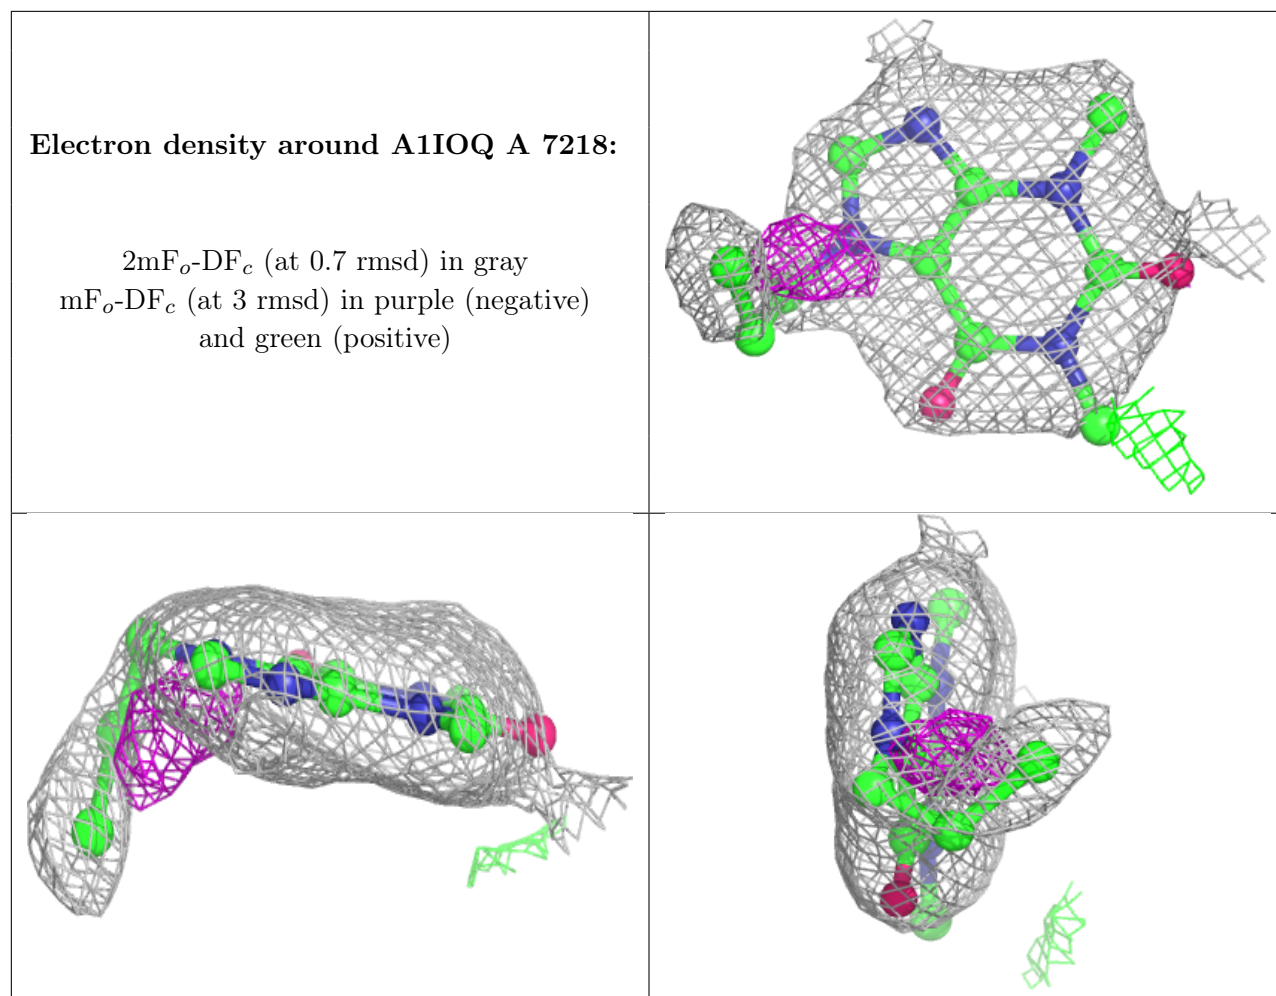 Electron density around A1IOQ A 7218:
2mFₒ-DF𝑐 (at 0.7 rmsd) in gray
mFₒ-DF𝑐 (at 3 rmsd) in purple (negative)
and green (positive)